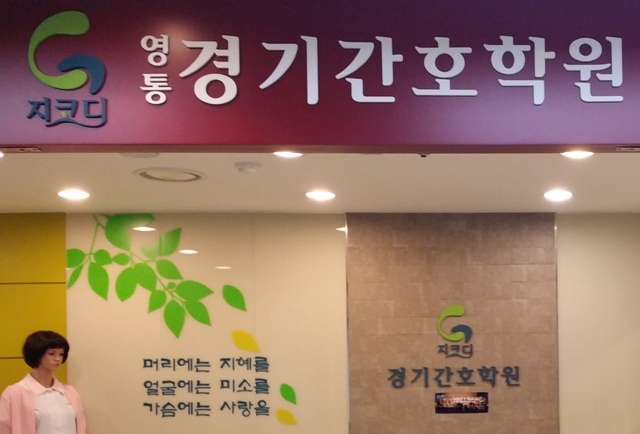 지코디
영통
경기간호학원
머리에는 지혜를
얼굴에는 미소를
가슴에는 사랑을
지코디
경기간호학원